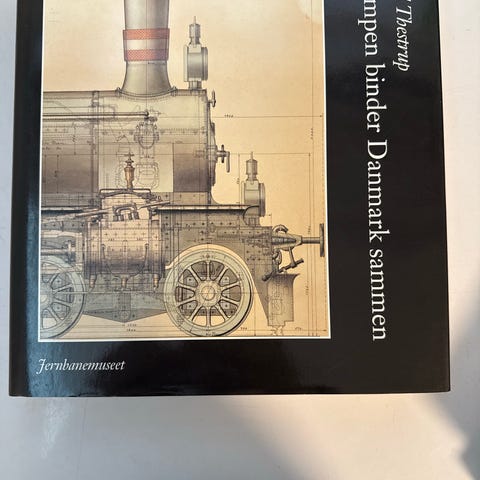 Thestrup
mpen binder Danmark sammen
Jernbanemuseet